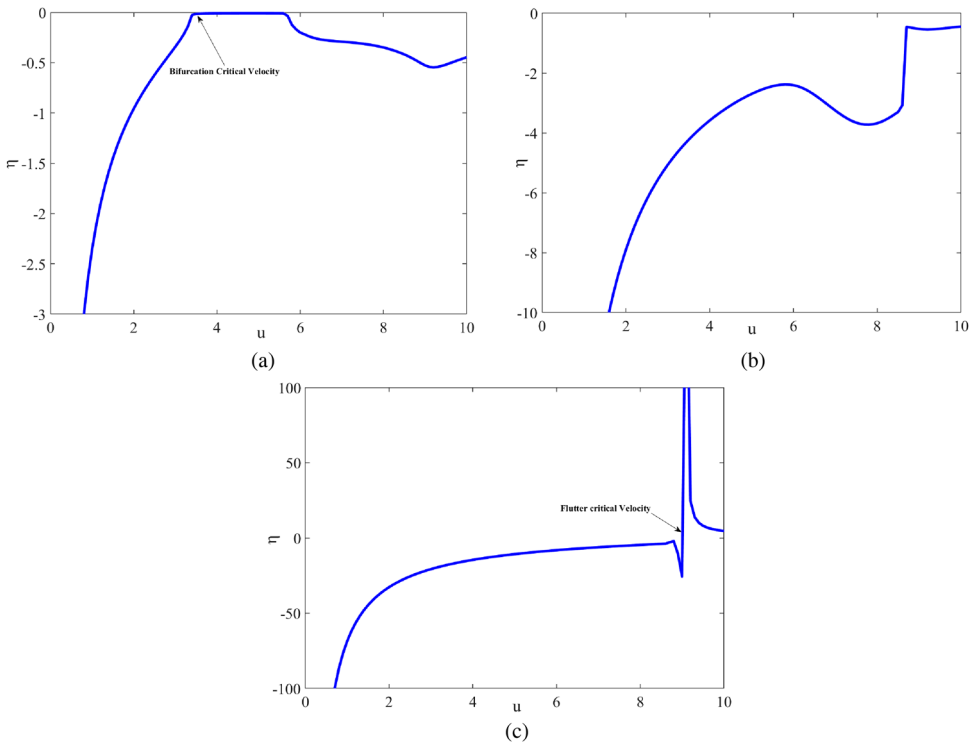 0
-0.5
-1
-1.5
-2
-2.5
-3
η
Bifurcation Critical Velocity
0 2 4 6 8 10
u
(a)
0
-2
-4
-6
-8
-10
η
0 2 4 6 8 10
u
(b)
100
50
0
-50
-100
η
Flutter critical Velocity
0 2 4 6 8 10
u
(c)